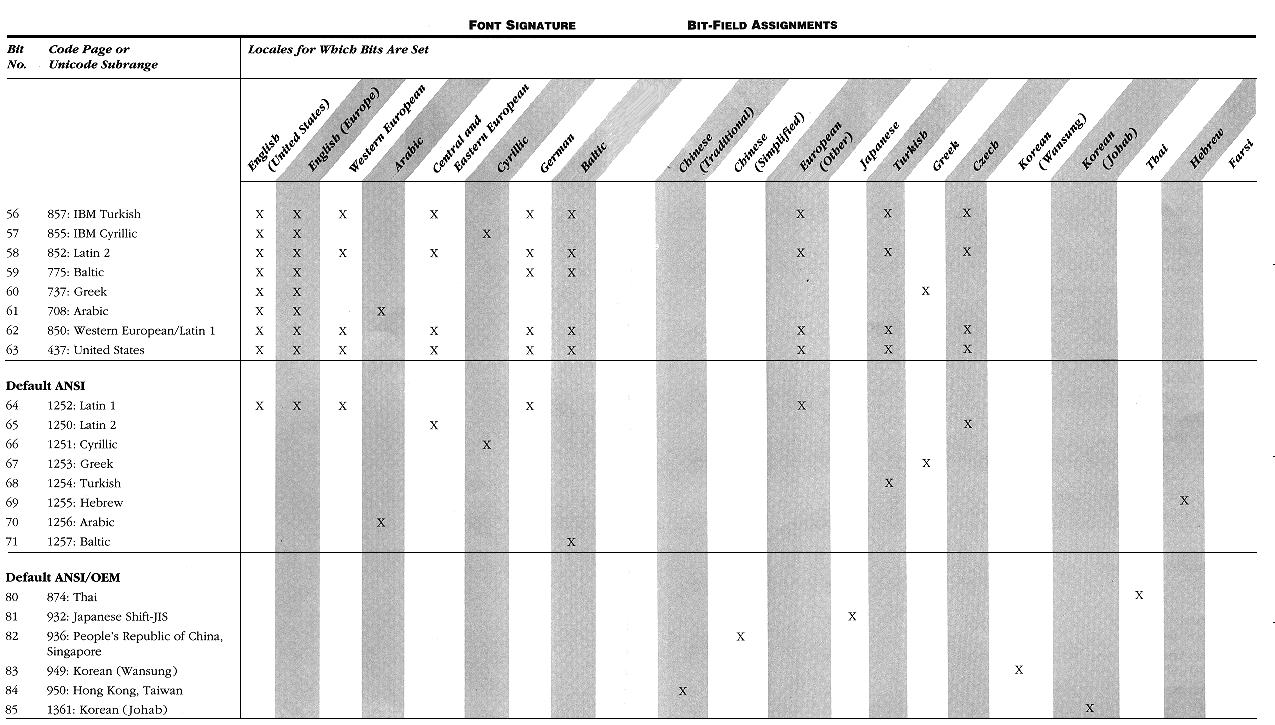 FONT SIGNATURE BIT-FIELD ASSIGNMENTS
Bit No. Code Page or Unicode Subrange Locales for Which Bits Are Set
English (United States)
English (Europe)
Western European
Arabic
Central and Eastern European
Cyrillic
German
Baltic
Chinese (Traditional)
Chinese (Simplified)
European (Other)
Japanese
Turkish
Greek
Czech
Korean (Wansung)
Korean (Johab)
Thai
Hebrew
Farsi
56 857: IBM Turkish X X X X X X X X X
57 855: IBM Cyrillic X X X
58 852: Latin 2 X X X X X X X X X
59 775: Baltic X X X X
60 737: Greek X X X
61 708: Arabic X X X
62 850: Western European/Latin 1 X X X X X X X X X
63 437: United States X X X X X X X X X
Default ANSI
64 1252: Latin 1 X X X X X
65 1250: Latin 2 X X
66 1251: Cyrillic X
67 1253: Greek X
68 1254: Turkish X
69 1255: Hebrew X
70 1256: Arabic X
71 1257: Baltic X
Default ANSI/OEM
80 874: Thai X
81 932: Japanese Shift-JIS X
82 936: People's Republic of China, X
Singapore
83 949: Korean (Wansung) X
84 950: Hong Kong, Taiwan X
85 1361: Korean (Johab) X